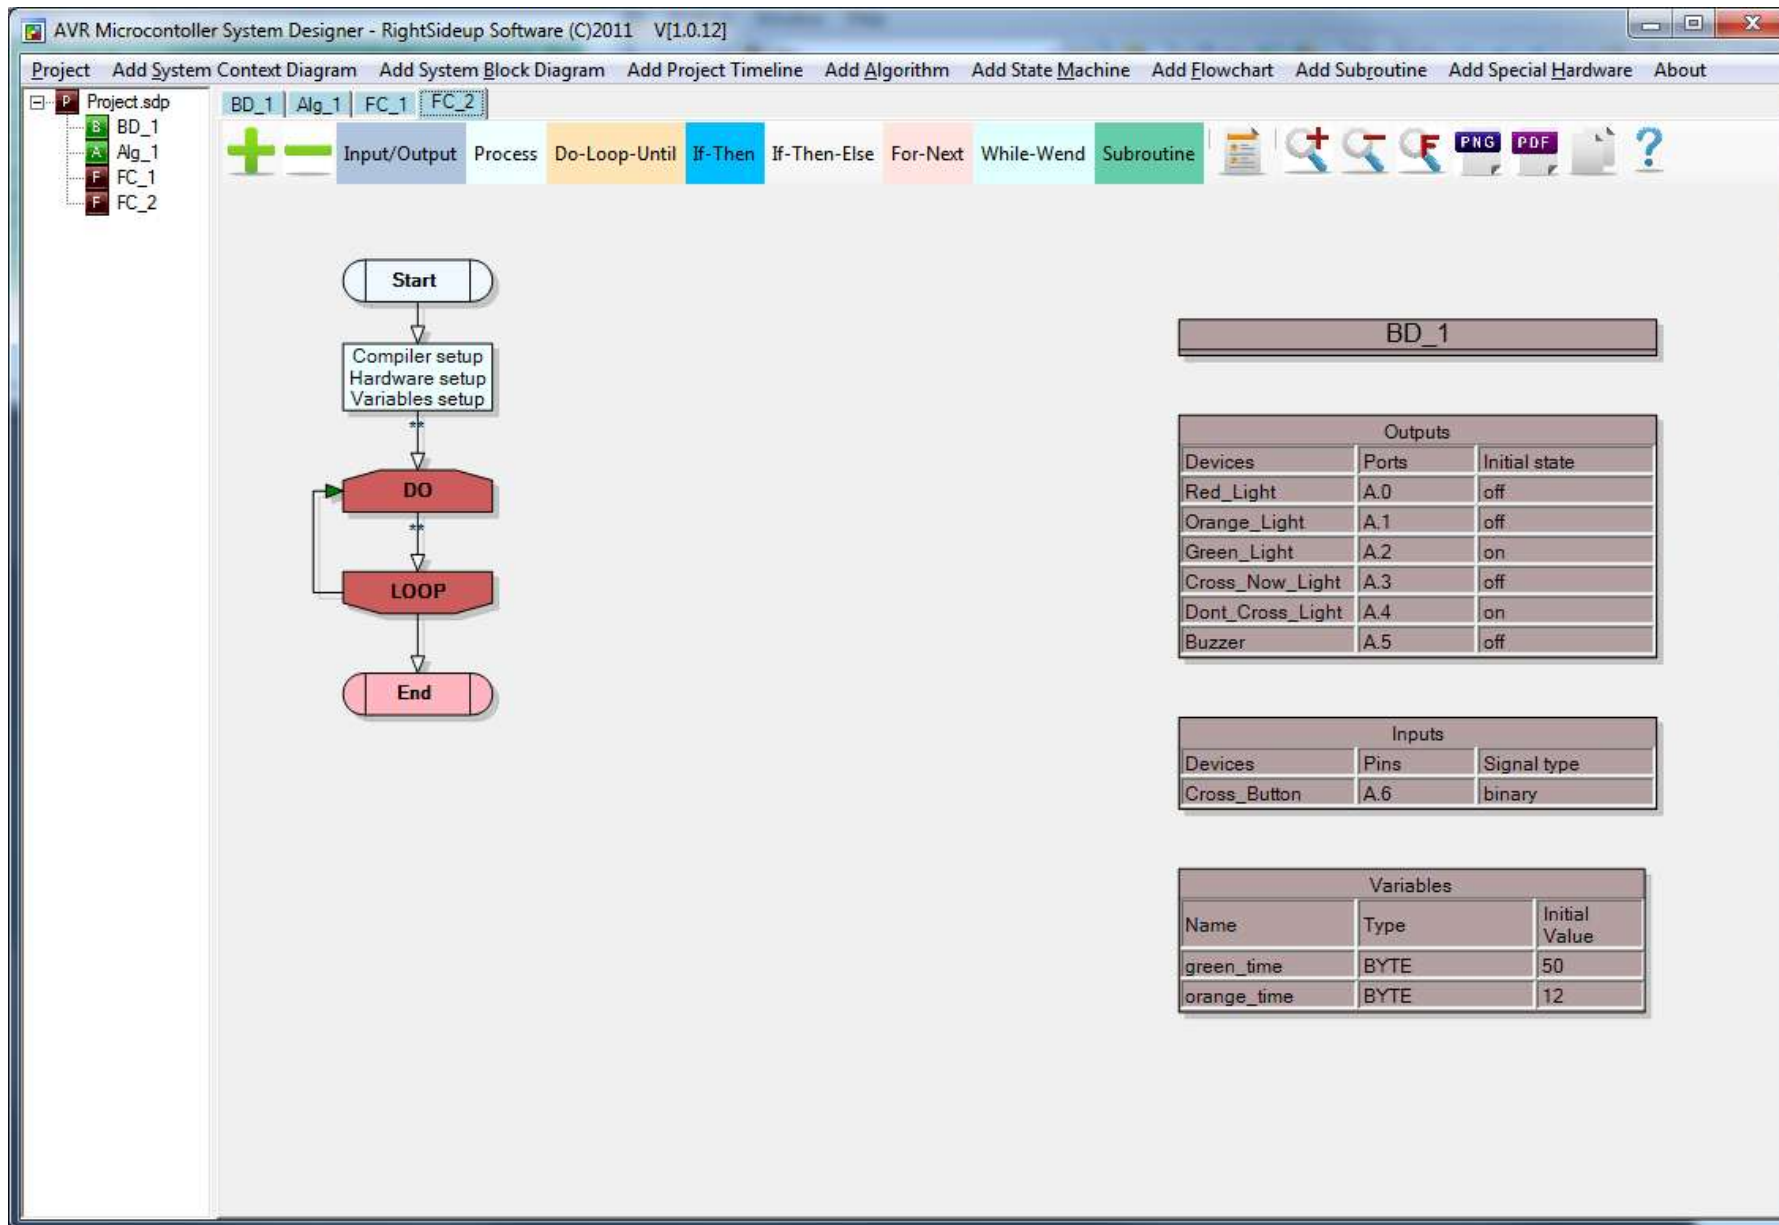 AVR Microcontoller System Designer - RightSideup Software (C)2011 V[1.0.12]
Project Add System Context Diagram Add System Block Diagram Add Project Timeline Add Algorithm Add State Machine Add Flowchart Add Subroutine Add Special Hardware About
P Project.sdp
B BD_1
A Alg_1
F FC_1
F FC_2
BD_1 Alg_1 FC_1 FC_2
Input/Output Process Do-Loop-Until If-Then If-Then-Else For-Next While-Wend Subroutine F PNG PDF ?
Start
Compiler setup
Hardware setup
Variables setup
**
DO
**
LOOP
End
BD_1
Outputs
Devices Ports Initial state
Red_Light A.0 off
Orange_Light A.1 off
Green_Light A.2 on
Cross_Now_Light A.3 off
Dont_Cross_Light A.4 on
Buzzer A.5 off
Inputs
Devices Pins Signal type
Cross_Button A.6 binary
Variables
Name Type Initial Value
green_time BYTE 50
orange_time BYTE 12